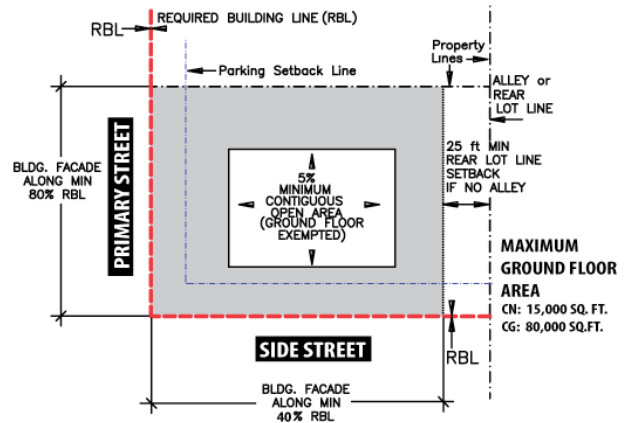 REQUIRED BUILDING LINE (RBL)
RBL
Property
Lines
Parking Setback Line
ALLEY or
REAR
LOT LINE
BLDG. FACADE
ALONG MIN
80% RBL
PRIMARY STREET
5%
MINIMUM
CONTIGUOUS
OPEN AREA
(GROUND FLOOR
EXEMPTED)
25 ft MIN
REAR LOT LINE
SETBACK
IF NO ALLEY
MAXIMUM
GROUND FLOOR
AREA
CN: 15,000 SQ. FT.
CG: 80,000 SQ.FT.
SIDE STREET
RBL
BLDG. FACADE
ALONG MIN
40% RBL